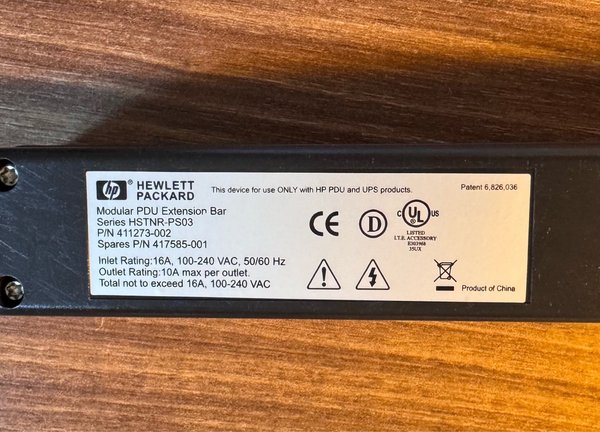 hp HEWLETT
PACKARD
This device for use ONLY with HP PDU and UPS products.
Patent 6,826,036
Modular PDU Extension Bar
Series HSTNR-PS03
P/N 411273-002
Spares P/N 417585-001
Inlet Rating:16A, 100-240 VAC, 50/60 Hz
Outlet Rating:10A max per outlet.
Total not to exceed 16A, 100-240 VAC
CE
D
C UL US
LISTED
I.T.E. ACCESSORY
E303968
35UX
Product of China